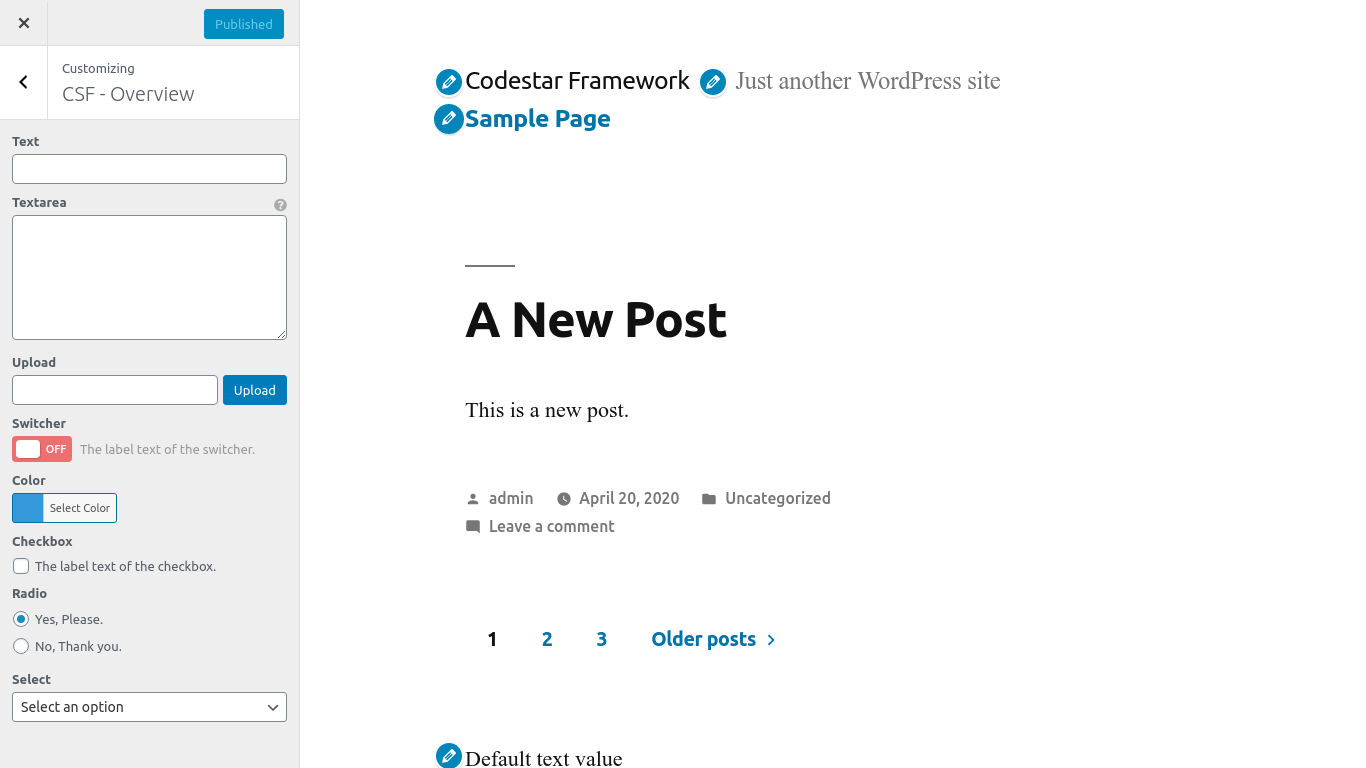 Published
Customizing
CSF - Overview
Text
Textarea
Upload
Upload
Switcher
OFF The label text of the switcher.
Color
Select Color
Checkbox
The label text of the checkbox.
Radio
Yes, Please.
No, Thank you.
Select
Select an option
Codestar Framework Just another WordPress site
Sample Page
A New Post
This is a new post.
admin April 20, 2020 Uncategorized
Leave a comment
1 2 3 Older posts
Default text value